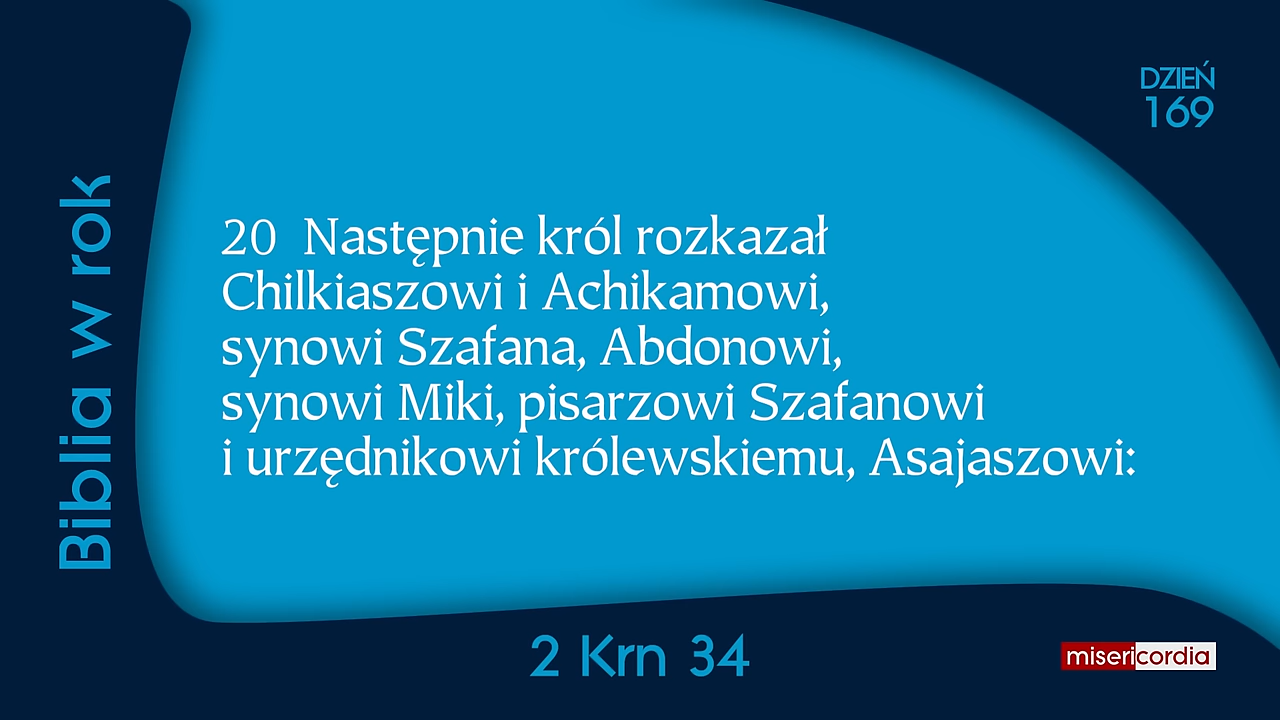 DZIEŃ
169
Biblia w rok
20 Następnie król rozkazał
Chilkiaszowi i Achikamowi,
synowi Szafana, Abdonowi,
synowi Miki, pisarzowi Szafanowi
i urzędnikowi królewskiemu, Asajaszowi:
2 Krn 34
misericordia